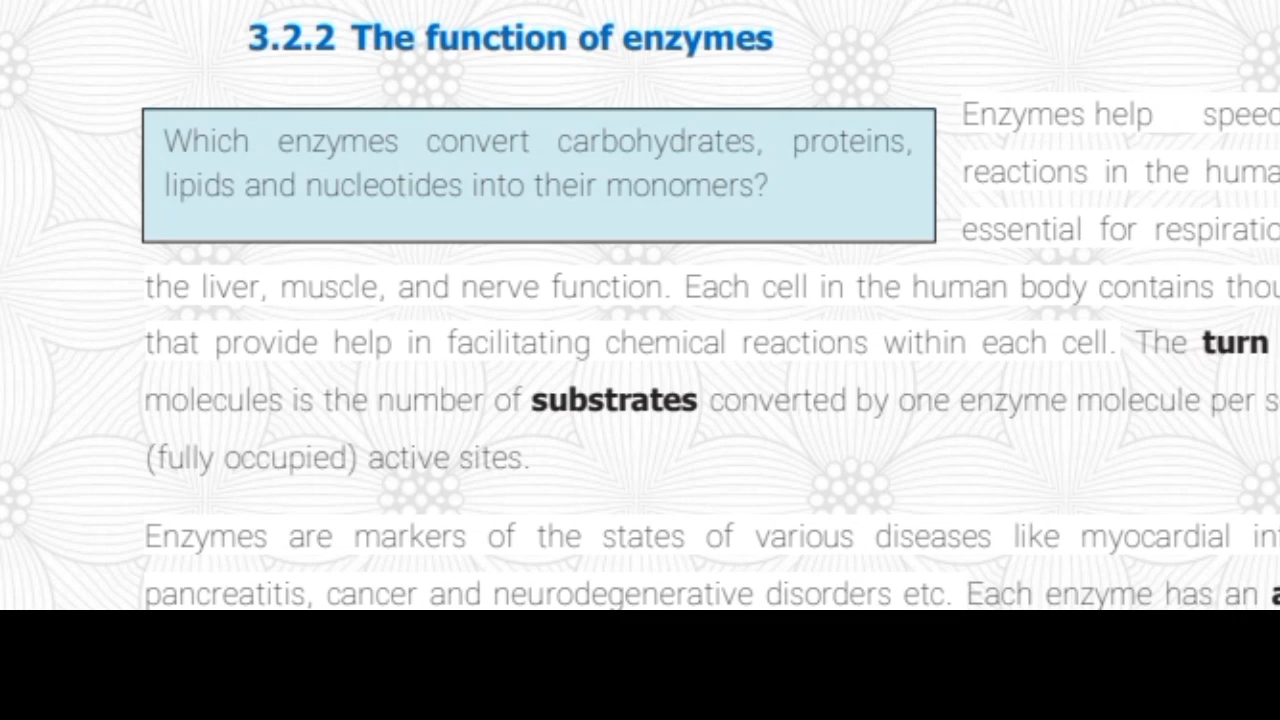 3.2.2 The function of enzymes
Which enzymes convert carbohydrates, proteins,
lipids and nucleotides into their monomers?
Enzymes help speed
reactions in the huma
essential for respiratio
the liver, muscle, and nerve function. Each cell in the human body contains thou
that provide help in facilitating chemical reactions within each cell. The turn
molecules is the number of substrates converted by one enzyme molecule per s
(fully occupied) active sites.
Enzymes are markers of the states of various diseases like myocardial in
pancreatitis, cancer and neurodegenerative disorders etc. Each enzyme has an a